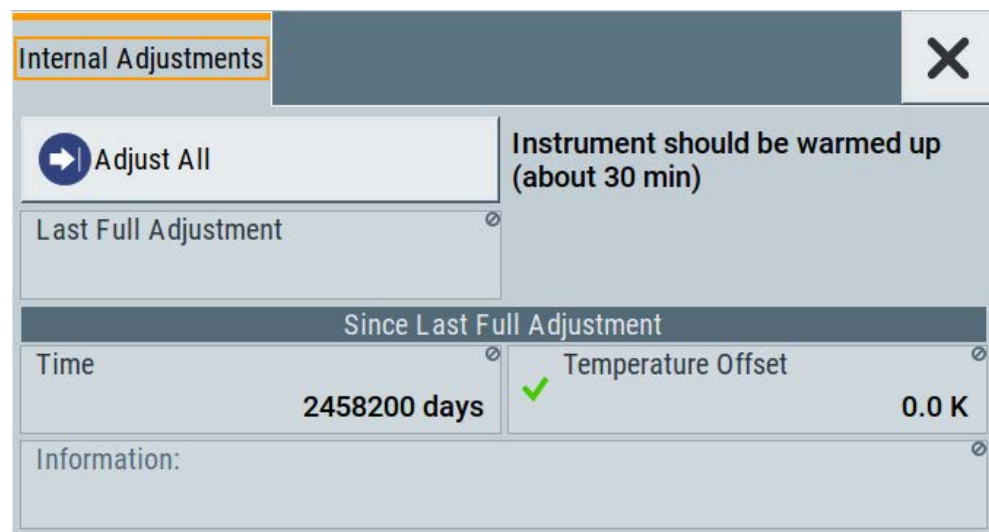 Internal Adjustments
Adjust All
Instrument should be warmed up
(about 30 min)
Last Full Adjustment
Since Last Full Adjustment
Time
2458200 days
Temperature Offset
0.0 K
Information: